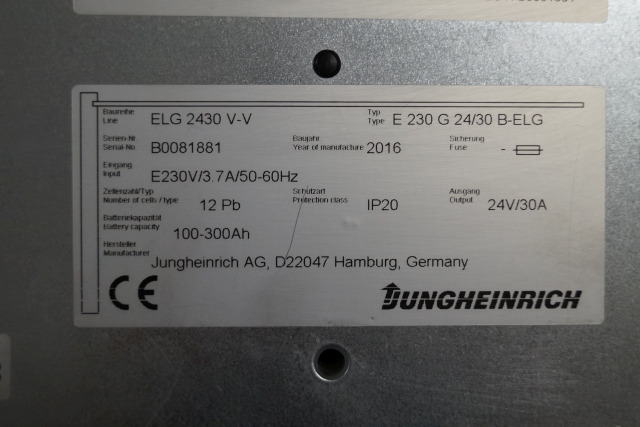 Baureihe
Line
ELG 2430 V-V
Typ
Type
E 230 G 24/30 B-ELG
Serien-Nr.
Serial-No.
B0081881
Baujahr
Year of manufacture
2016
Sicherung
Fuse
-
Eingang
Input
E230V/3.7A/50-60Hz
Zellenzahl/Typ
Number of cells / type
12 Pb
Schutzart
Protection class
IP20
Ausgang
Output
24V/30A
Batteriekapazität
Battery capacity
100-300Ah
Hersteller
Manufacturer
Jungheinrich AG, D22047 Hamburg, Germany
CE
JUNGHEINRICH